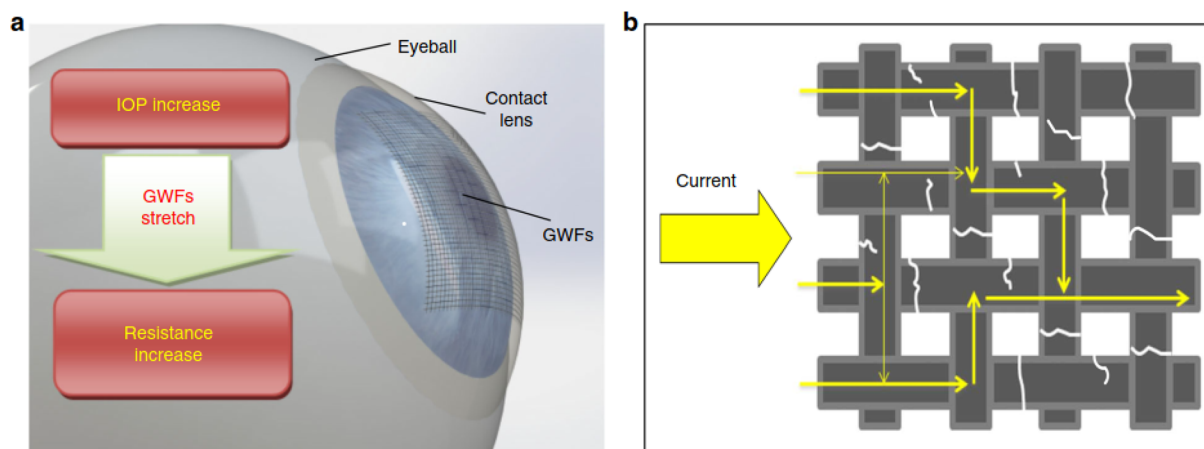 a
Eyeball
IOP increase
Contact
lens
GWFs
stretch
GWFs
Resistance
increase
b
Current